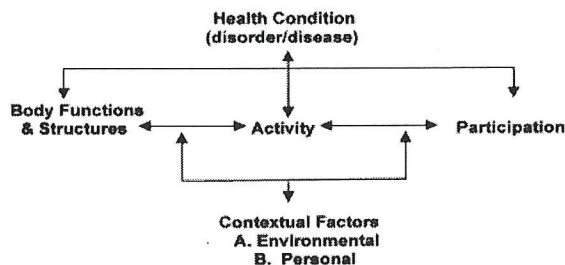 Health Condition
(disorder/disease)
Body Functions
& Structures
Activity
Participation
Contextual Factors
A. Environmental
B. Personal